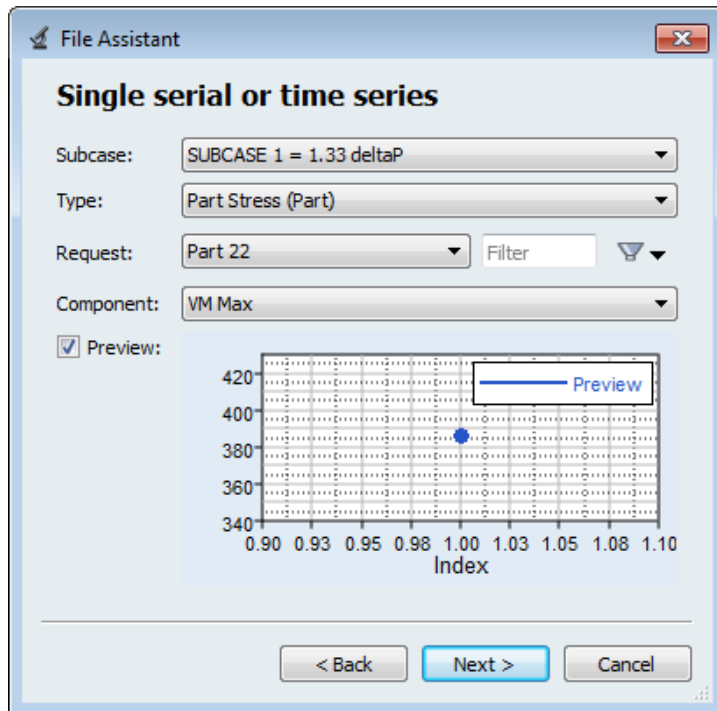 File Assistant
Single serial or time series
Subcase: SUBCASE 1 = 1.33 deltaP
Type: Part Stress (Part)
Request: Part 22 Filter
Component: VM Max
Preview:
Preview
420
400
380
360
340
0.90 0.93 0.95 0.98 1.00 1.03 1.05 1.08 1.10
Index
< Back Next > Cancel